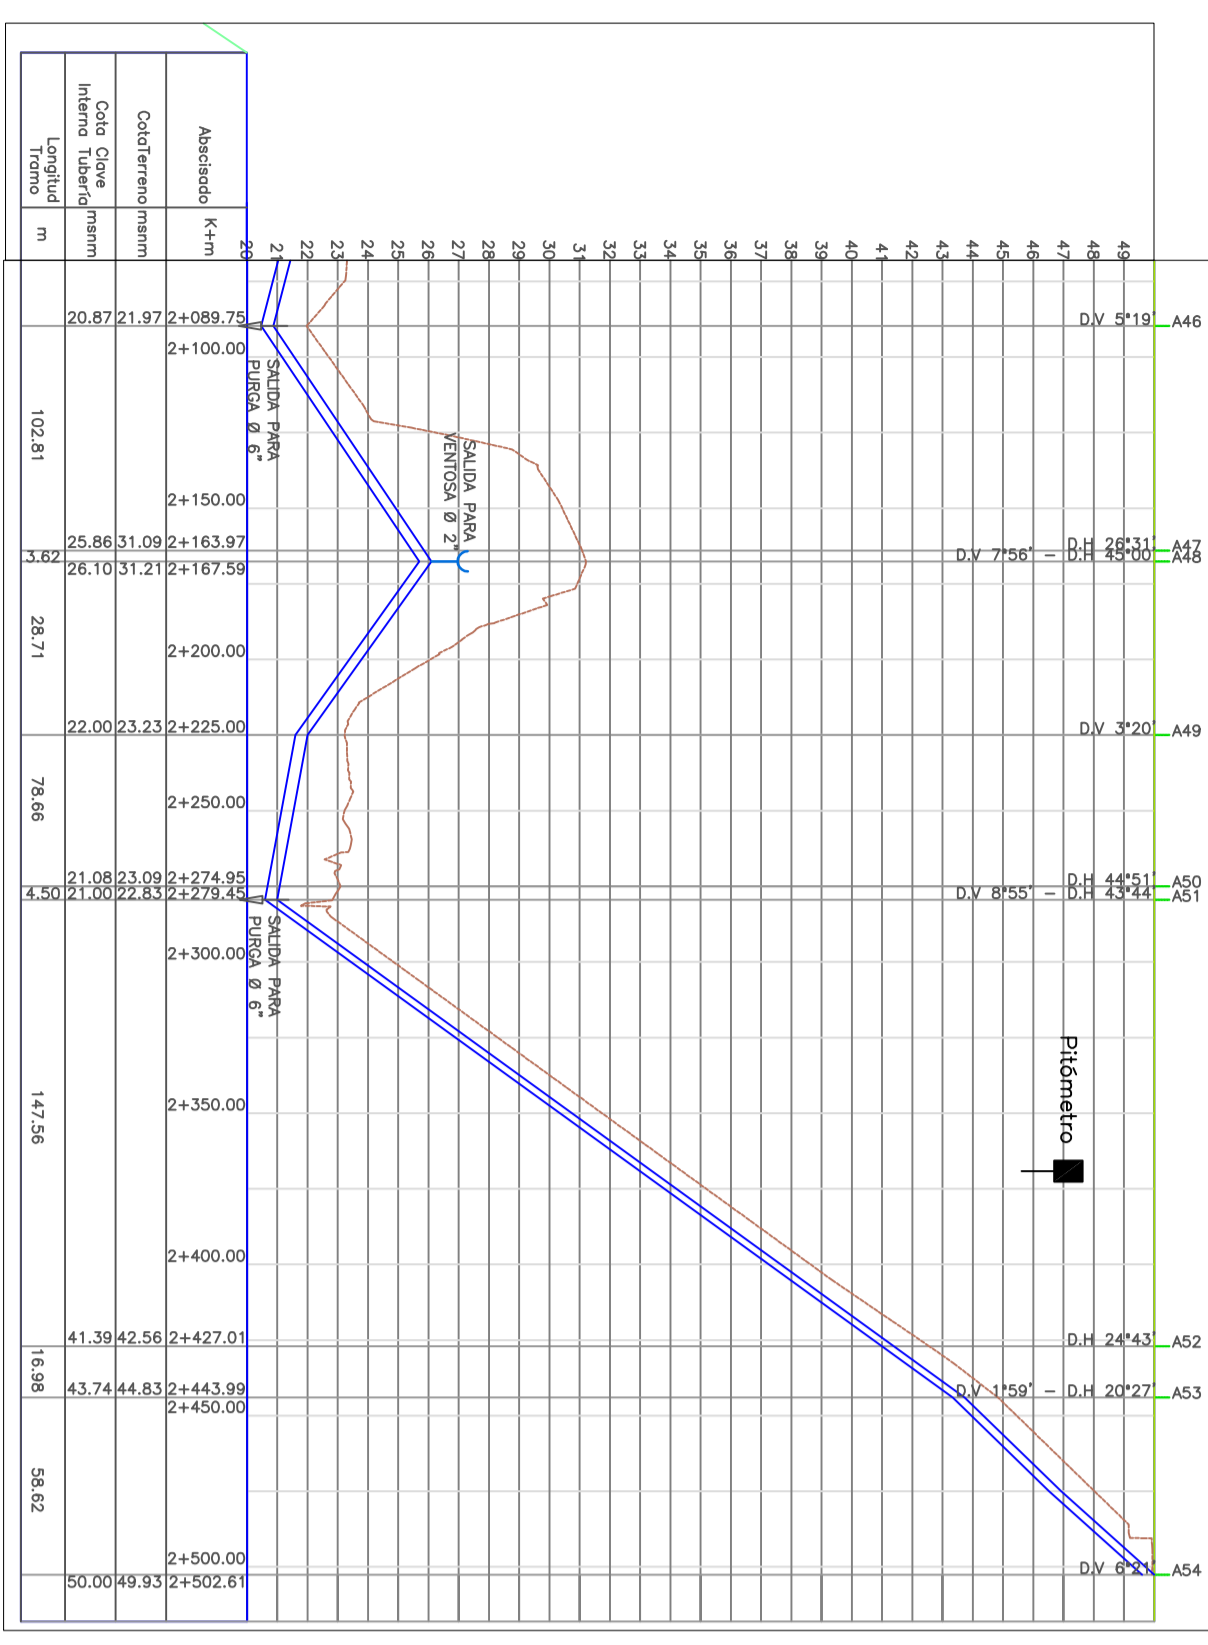 20
21
22
23
24
25
26
27
28
29
30
31
32
33
34
35
36
37
38
39
40
41
42
43
44
45
46
47
48
49
Abscisado K+m
CotaTerreno msnm
Cota Clave
Interna Tubería msnm
Longitud
Tramo m
20.87 21.97 2+089.75 D.V 5°19' A46
2+100.00
SALIDA PARA
PURGA Ø 6"
102.81
SALIDA PARA
VENTOSA Ø 2"
2+150.00
25.86 31.09 2+163.97 D.H 26°31' A47
3.62
26.10 31.21 2+167.59 D.V 7°56' – D.H 45°00' A48
28.71
2+200.00
22.00 23.23 2+225.00 D.V 3°20' A49
78.66
2+250.00
21.08 23.09 2+274.95 D.H 44°51' A50
4.50 21.00 22.83 2+279.45 D.V 8°55' – D.H 43°44' A51
SALIDA PARA
PURGA Ø 6"
2+300.00
Pitómetro
2+350.00
147.56
2+400.00
41.39 42.56 2+427.01 D.H 24°43' A52
16.98
43.74 44.83 2+443.99 D.V 1°59' – D.H 20°27' A53
2+450.00
58.62
2+500.00
50.00 49.93 2+502.61 D.V 6°21' A54